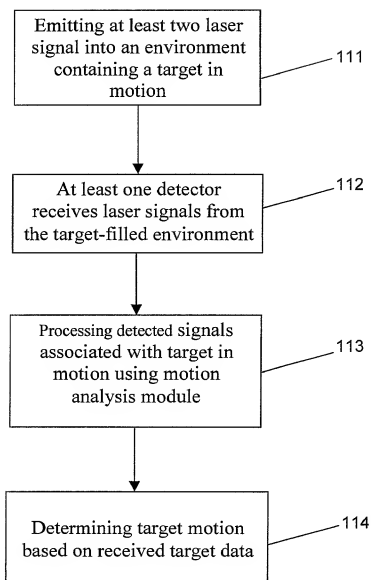 Emitting at least two laser
signal into an environment
containing a target in
motion
111
At least one detector
receives laser signals from
the target-filled environment
112
Processing detected signals
associated with target in
motion using motion
analysis module
113
Determining target motion
based on received target data
114